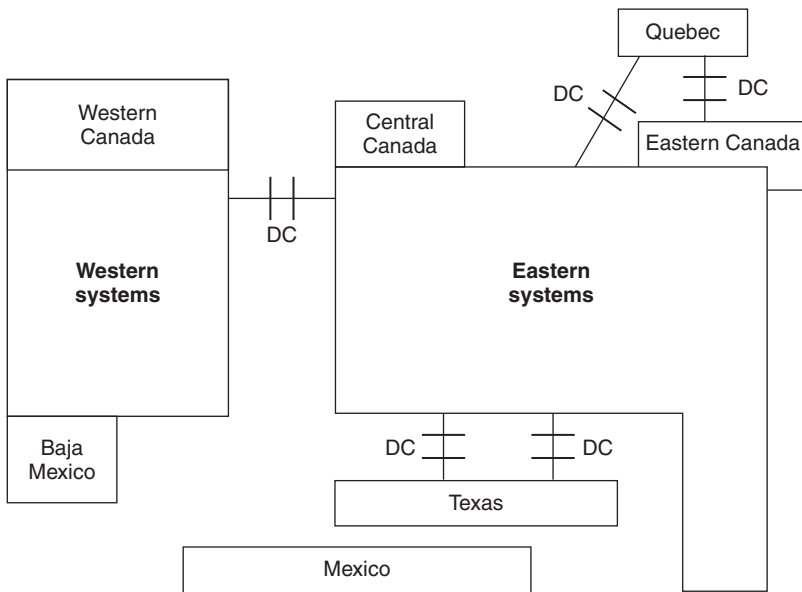 Quebec
DC
DC
Western
Canada
Central
Canada
Eastern Canada
DC
Western
systems
Eastern
systems
Baja
Mexico
DC
DC
Texas
Mexico